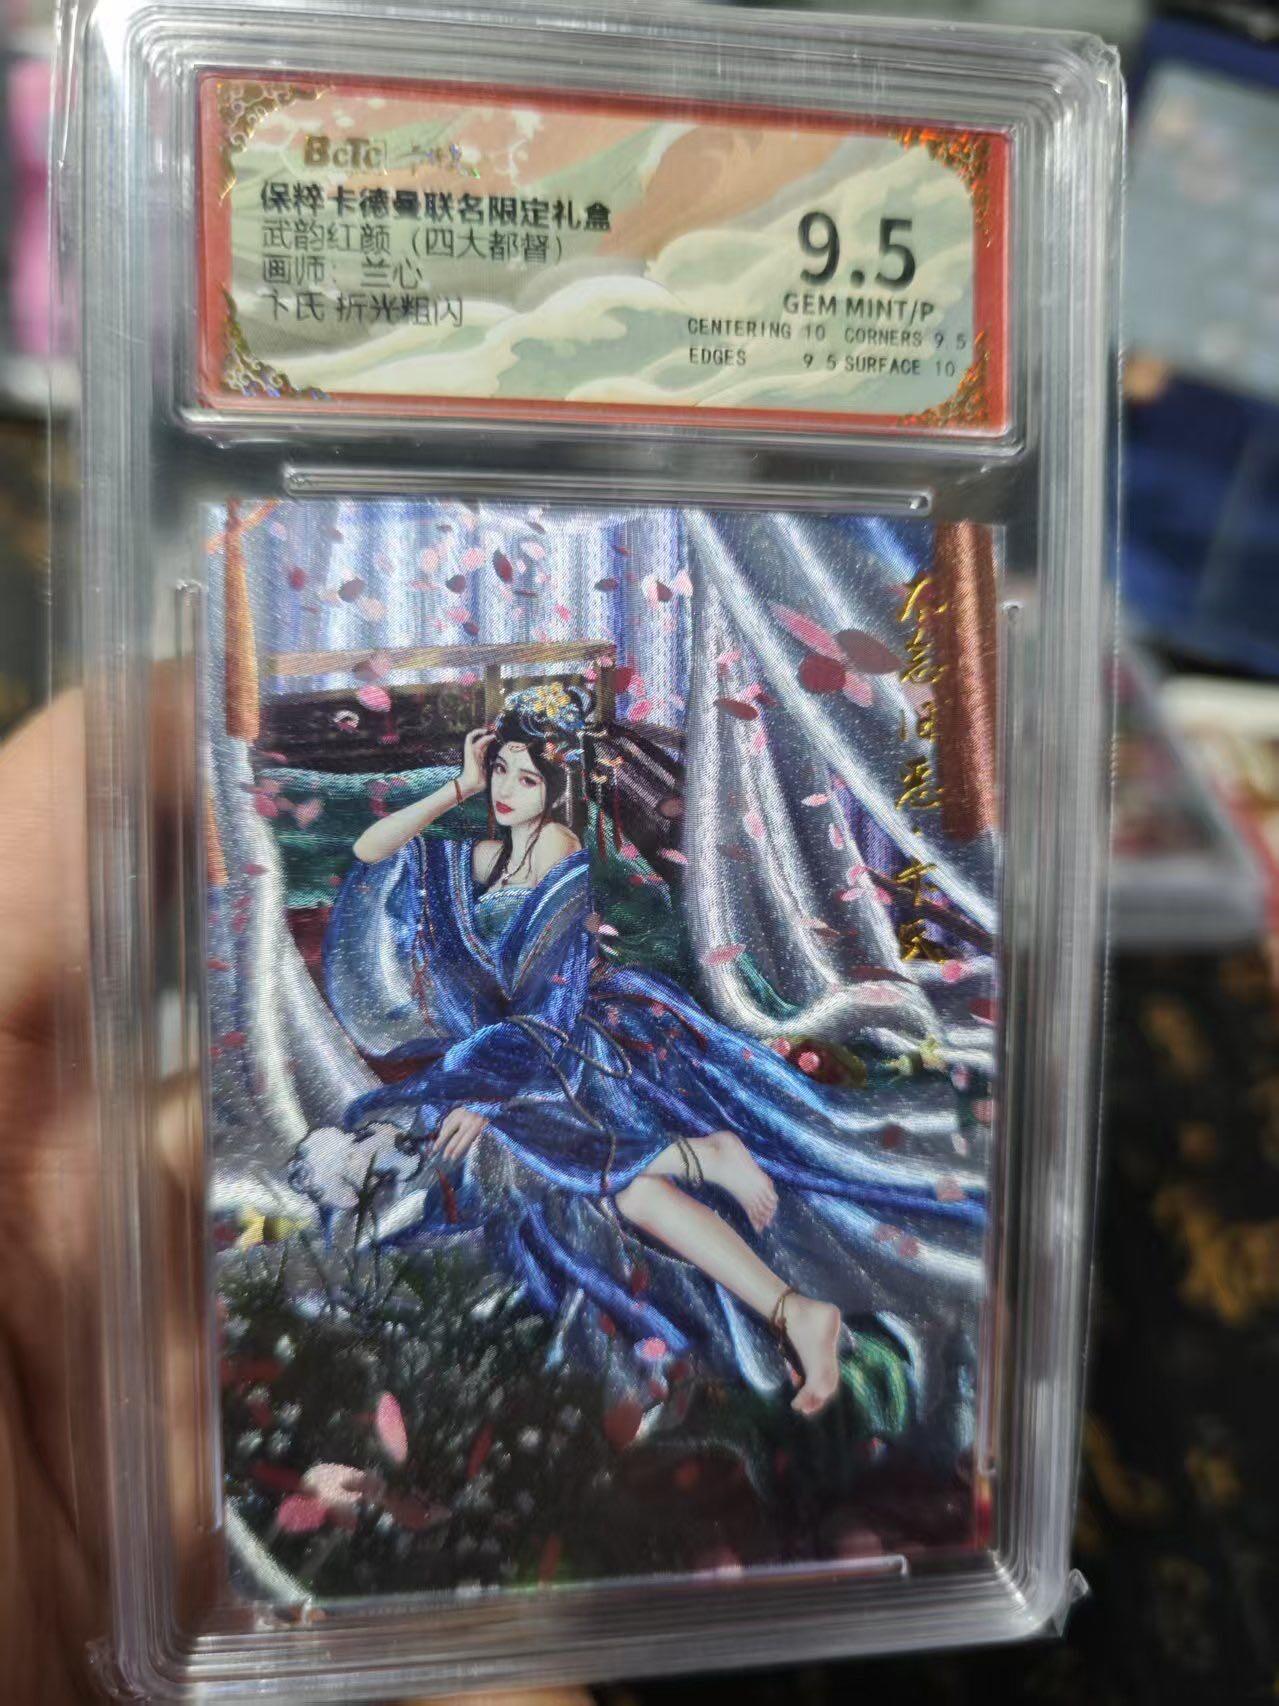 BCTC
保粹卡德曼联名限定礼盒
武韵红颜（四大都督）
画师：兰心
卞氏 折光粗闪
9.5
GEM MINT/P
CENTERING 10 CORNERS 9.5
EDGES 9.5 SURFACE 10